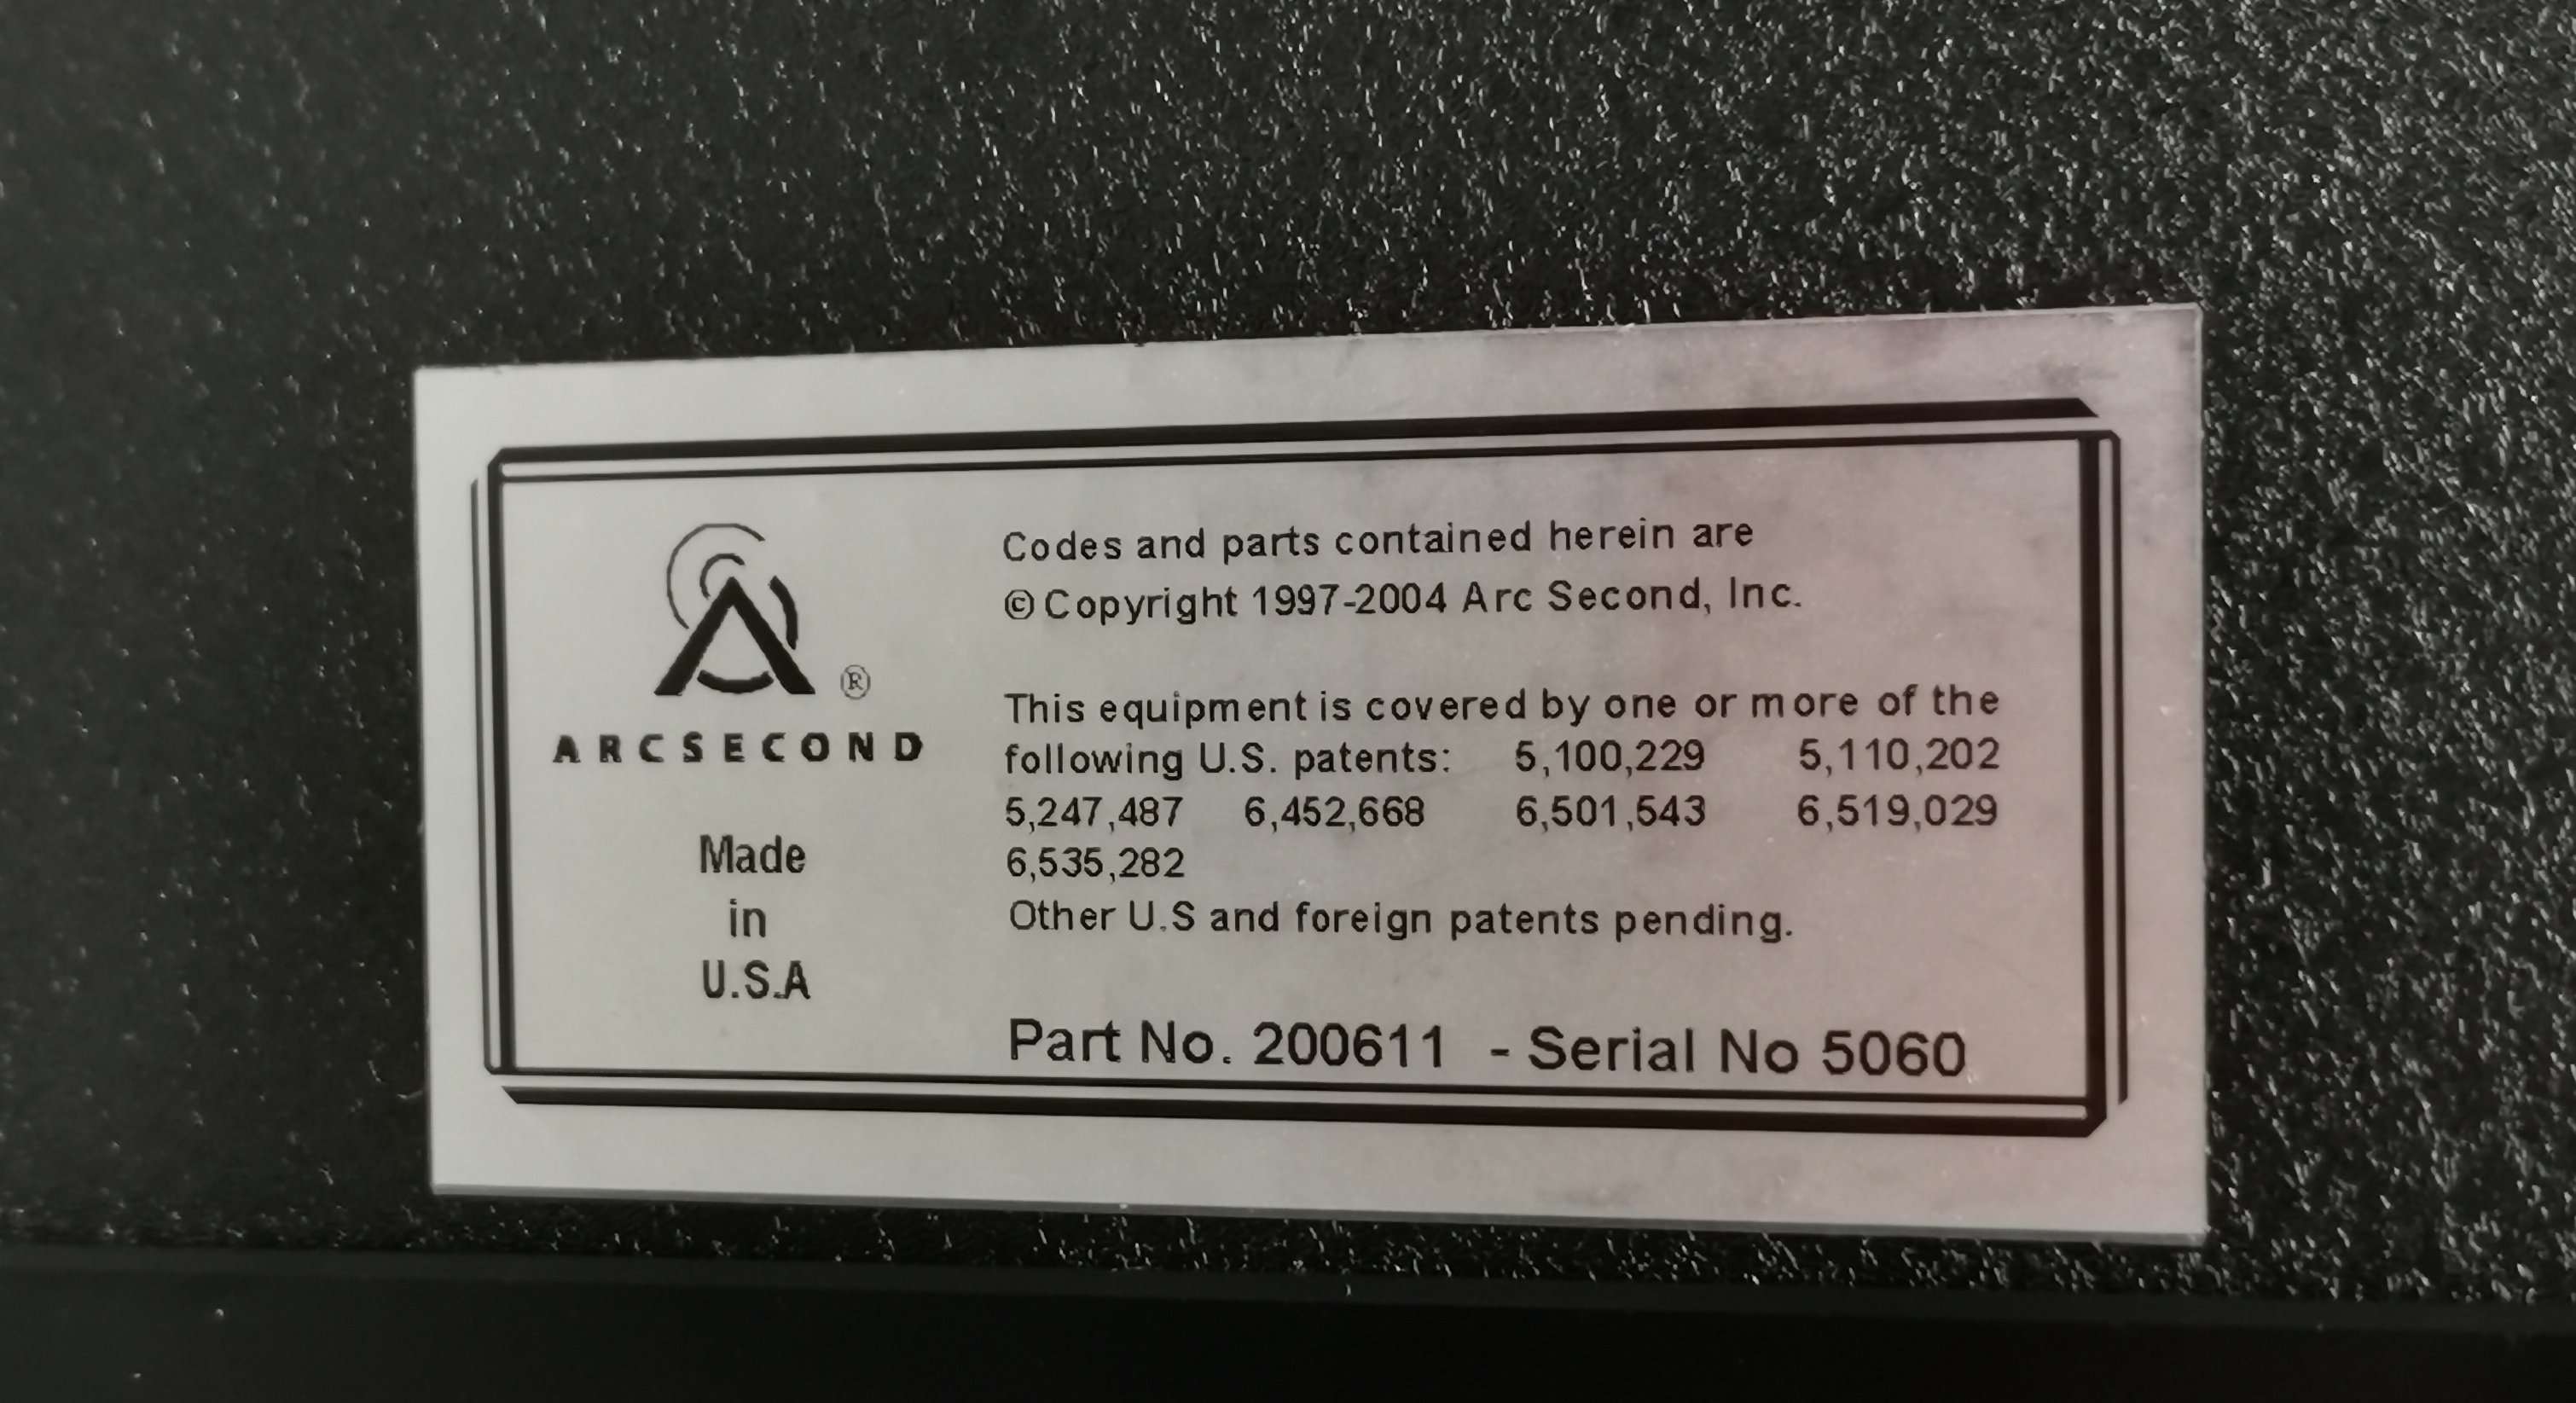 ®
ARCSECOND
Made
in
U.S.A
Codes and parts contained herein are
© Copyright 1997-2004 Arc Second, Inc.
This equipment is covered by one or more of the
following U.S. patents: 5,100,229 5,110,202
5,247,487 6,452,668 6,501,543 6,519,029
6,535,282
Other U.S and foreign patents pending.
Part No. 200611 - Serial No 5060